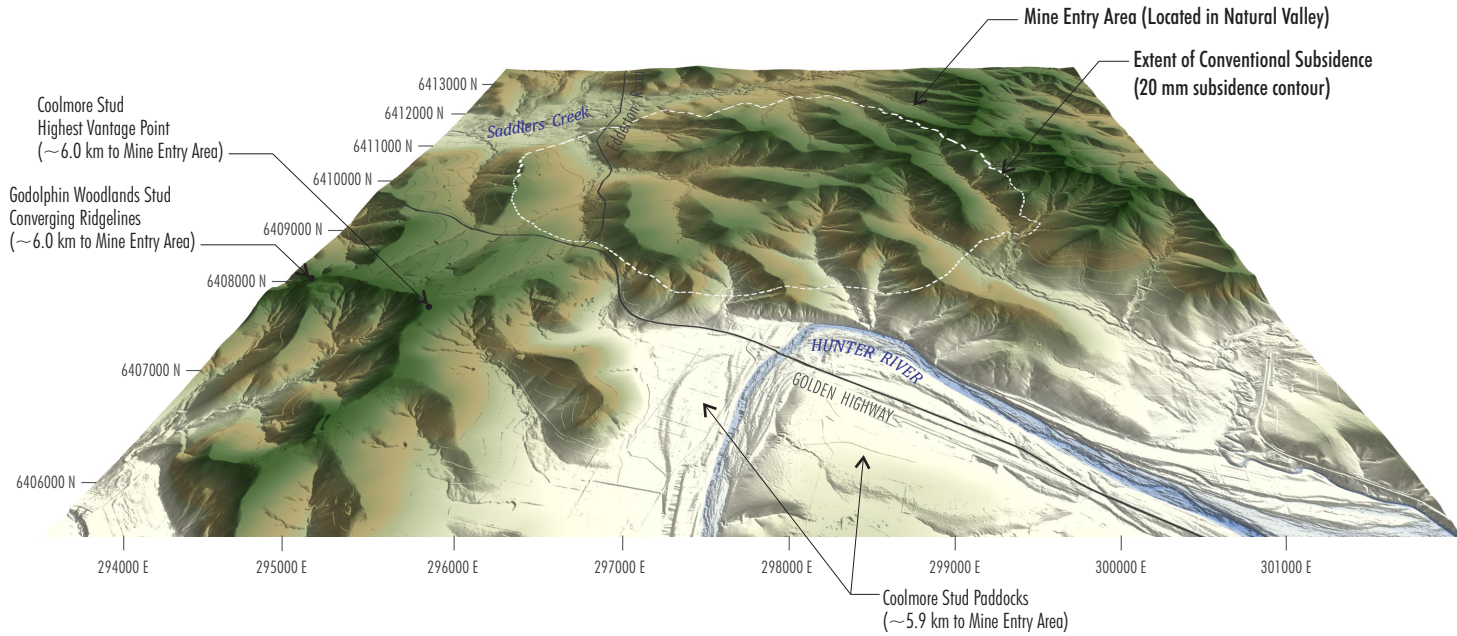 Mine Entry Area (Located in Natural Valley)
Extent of Conventional Subsidence
(20 mm subsidence contour)
Coolmore Stud
Highest Vantage Point
(~6.0 km to Mine Entry Area)
Godolphin Woodlands Stud
Converging Ridgelines
(~6.0 km to Mine Entry Area)
6413000 N
6412000 N
6411000 N
6410000 N
6409000 N
6408000 N
6407000 N
6406000 N
Saddlers Creek
Edderton Road
HUNTER RIVER
GOLDEN HIGHWAY
294000 E
295000 E
296000 E
297000 E
298000 E
299000 E
300000 E
301000 E
Coolmore Stud Paddocks
(~5.9 km to Mine Entry Area)